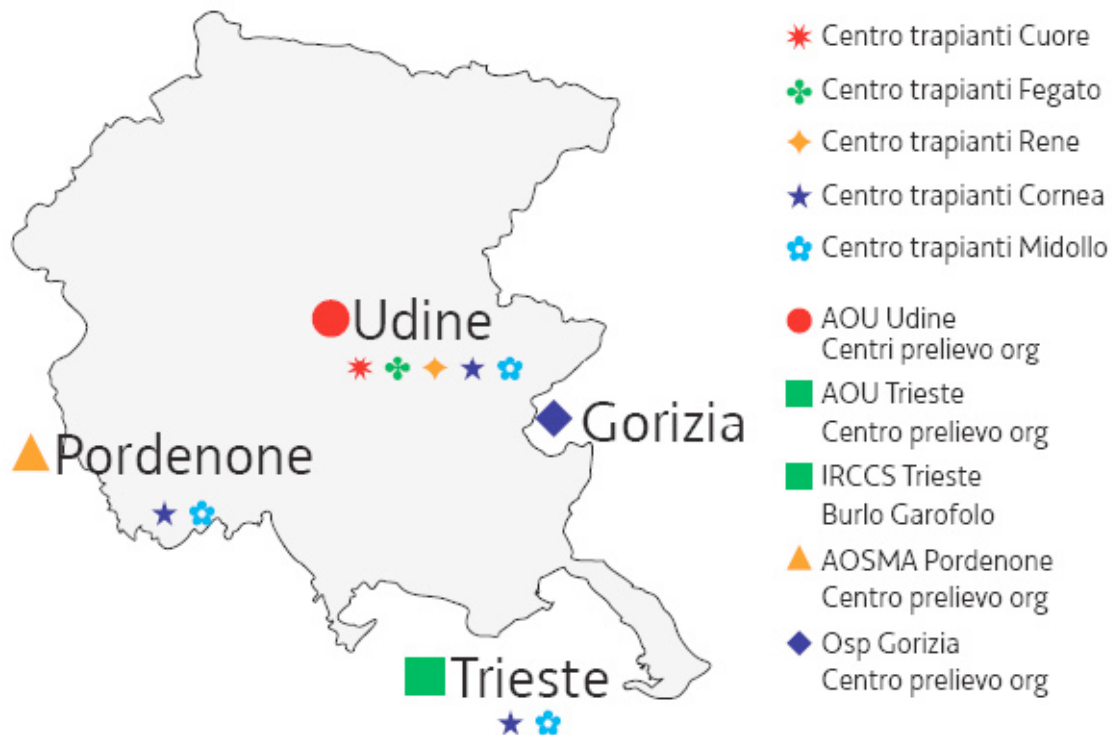 Centro trapianti Cuore
Centro trapianti Fegato
Centro trapianti Rene
Centro trapianti Cornea
Centro trapianti Midollo
AOU Udine
Centri prelievo org
AOU Trieste
Centro prelievo org
IRCCS Trieste
Burlo Garofolo
AOSMA Pordenone
Centro prelievo org
Osp Gorizia
Centro prelievo org
Udine
Gorizia
Pordenone
Trieste